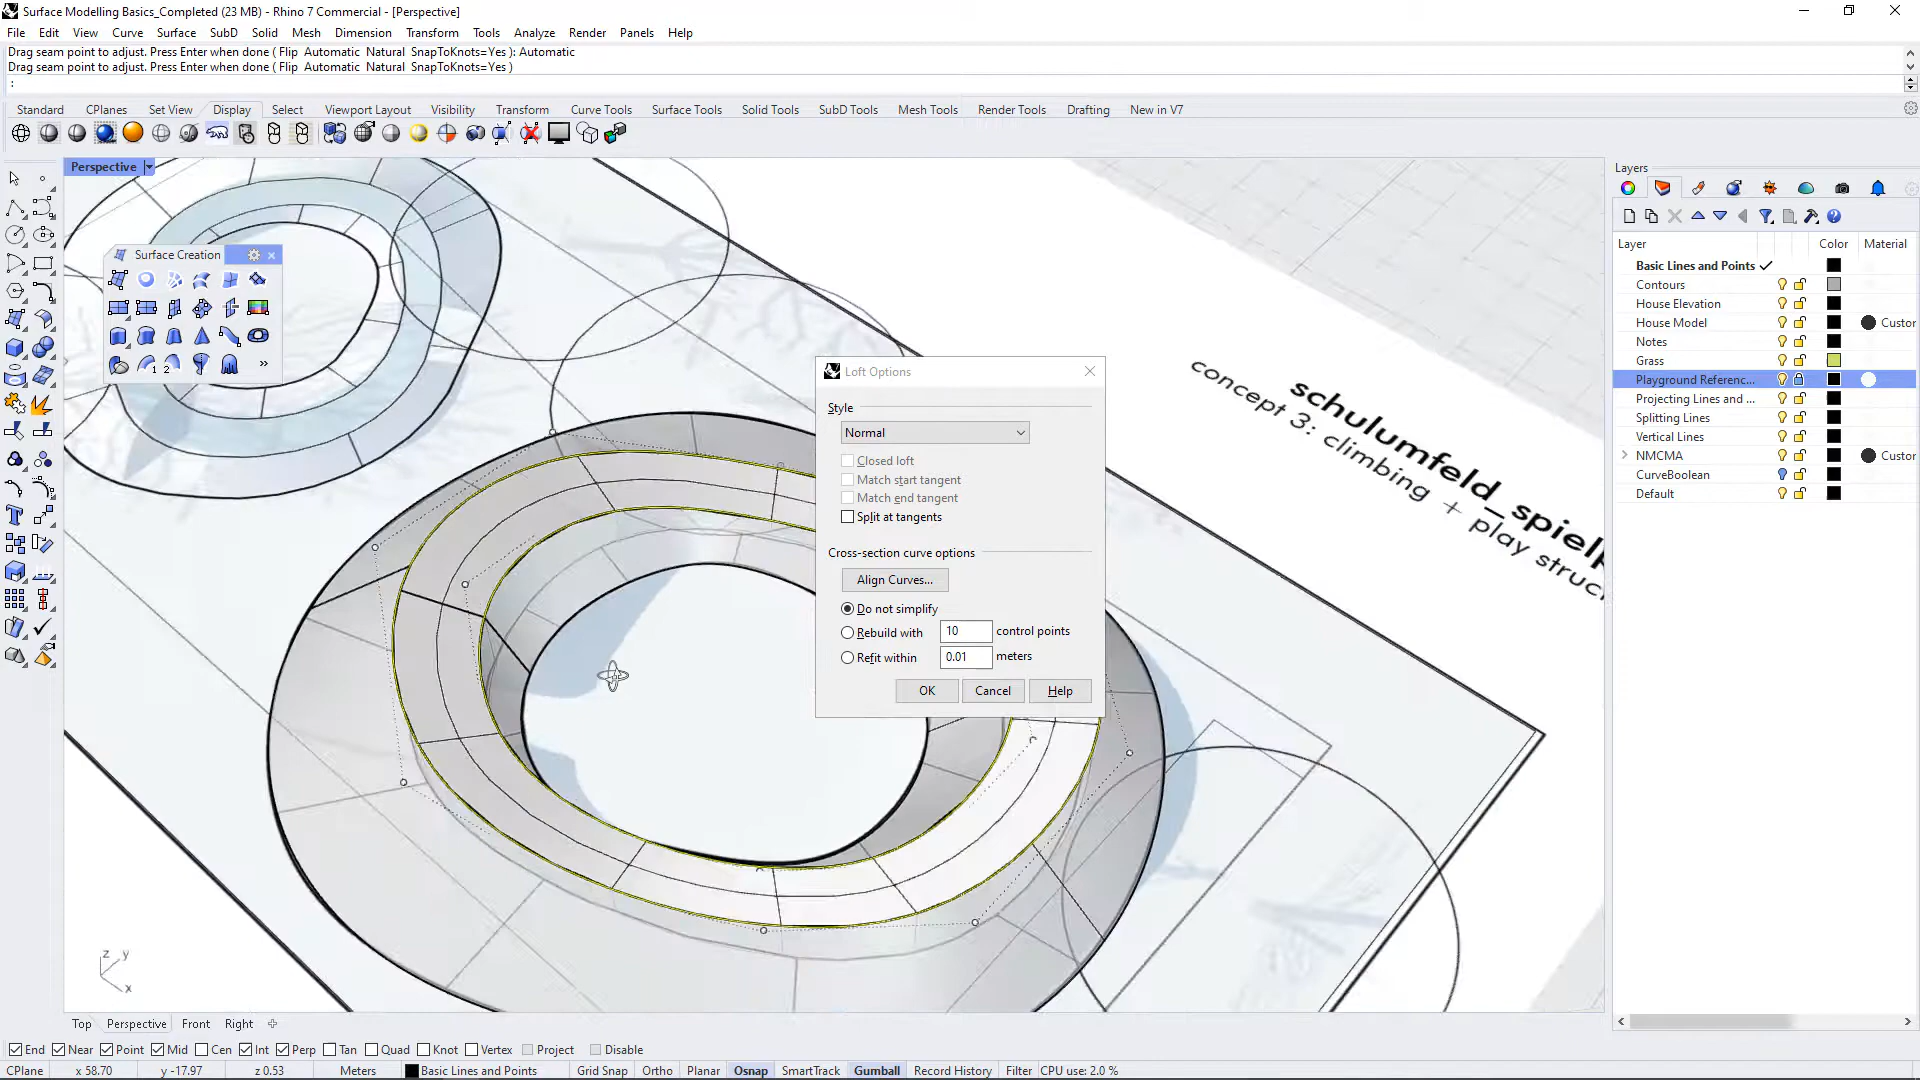 Surface Modelling Basics_Completed (23 MB) - Rhino 7 Commercial - [Perspective]
File Edit View Curve Surface SubD Solid Mesh Dimension Transform Tools Analyze Render Panels Help
Drag seam point to adjust. Press Enter when done ( Flip Automatic Natural SnapToKnots=Yes ): Automatic
Drag seam point to adjust. Press Enter when done ( Flip Automatic Natural SnapToKnots=Yes )
:
Standard CPlanes Set View Display Select Viewport Layout Visibility Transform Curve Tools Surface Tools Solid Tools SubD Tools Mesh Tools Render Tools Drafting New in V7
Perspective
Surface Creation
1 2 »
schulumfeld_spielp
concept 3: climbing + play struc
Loft Options
Style
Normal
Closed loft
Match start tangent
Match end tangent
Split at tangents
Cross-section curve options
Align Curves...
Do not simplify
Rebuild with 10 control points
Refit within 0.01 meters
OK Cancel Help
Layers
Layer Color Material
Basic Lines and Points
Contours
House Elevation
House Model Custor
Notes
Grass
Playground Referenc...
Projecting Lines and ...
Splitting Lines
Vertical Lines
NMCMA Custor
CurveBoolean
Default
z y
x
Top Perspective Front Right
End Near Point Mid Cen Int Perp Tan Quad Knot Vertex Project Disable
CPlane x 58.70 y -17.97 z 0.53 Meters Basic Lines and Points Grid Snap Ortho Planar Osnap SmartTrack Gumball Record History Filter CPU use: 2.0 %